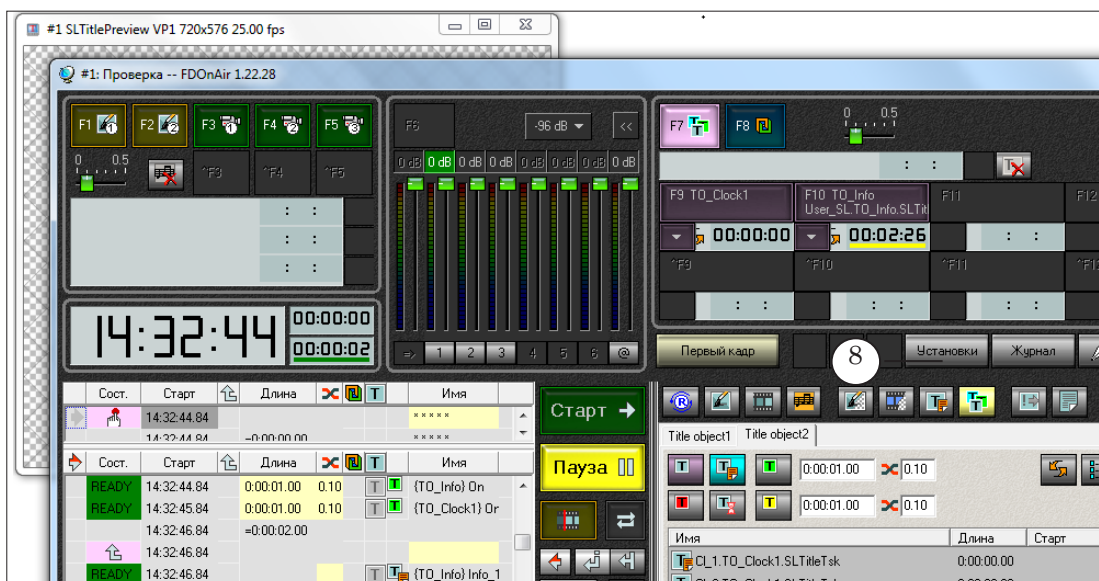 #1 SLTitlePreview VP1 720x576 25.00 fps
#1: Проверка -- FDOnAir 1.22.28
F1 1 F2 2 F3 1 F4 2 F5 3
F6 -96 dB <<
F7 F8 0 0.5
0 0.5 ^F3 ^F4 ^F5
0 dB 0 dB 0 dB 0 dB 0 dB 0 dB 0 dB 0 dB
: :
F9 TO_Clock1
F10 TO_Info
User_SL.TO_Info.SLTit
F11 F12
00:00:00 00:02:26 : :
: :
: :
: :
^F9 ^F10 ^F11 ^F12
: : : : : :
14:32:44
00:00:00
00:00:02
=> 1 2 3 4 5 6 @
Первый кадр 8 Установки Журнал
Сост. Старт Длина T Имя
14:32:44.84 * * * * *
14:32:44.84 =0:00:00.00 * * * * *
Сост. Старт Длина T Имя
READY 14:32:44.84 0:00:01.00 0.10 T T {TO_Info} On
READY 14:32:45.84 0:00:01.00 0.10 T T {TO_Clock1} Or
14:32:46.84 =0:00:02.00
14:32:46.84
READY 14:32:46.84 T T {TO_Info} Info_1
Старт
Пауза
Title object1 Title object2
T T T 0:00:01.00 0.10
T T T 0:00:01.00 0.10
Имя Длина Старт
Cl_1.TO_Clock1.SLTitleTsk 0:00:00.00